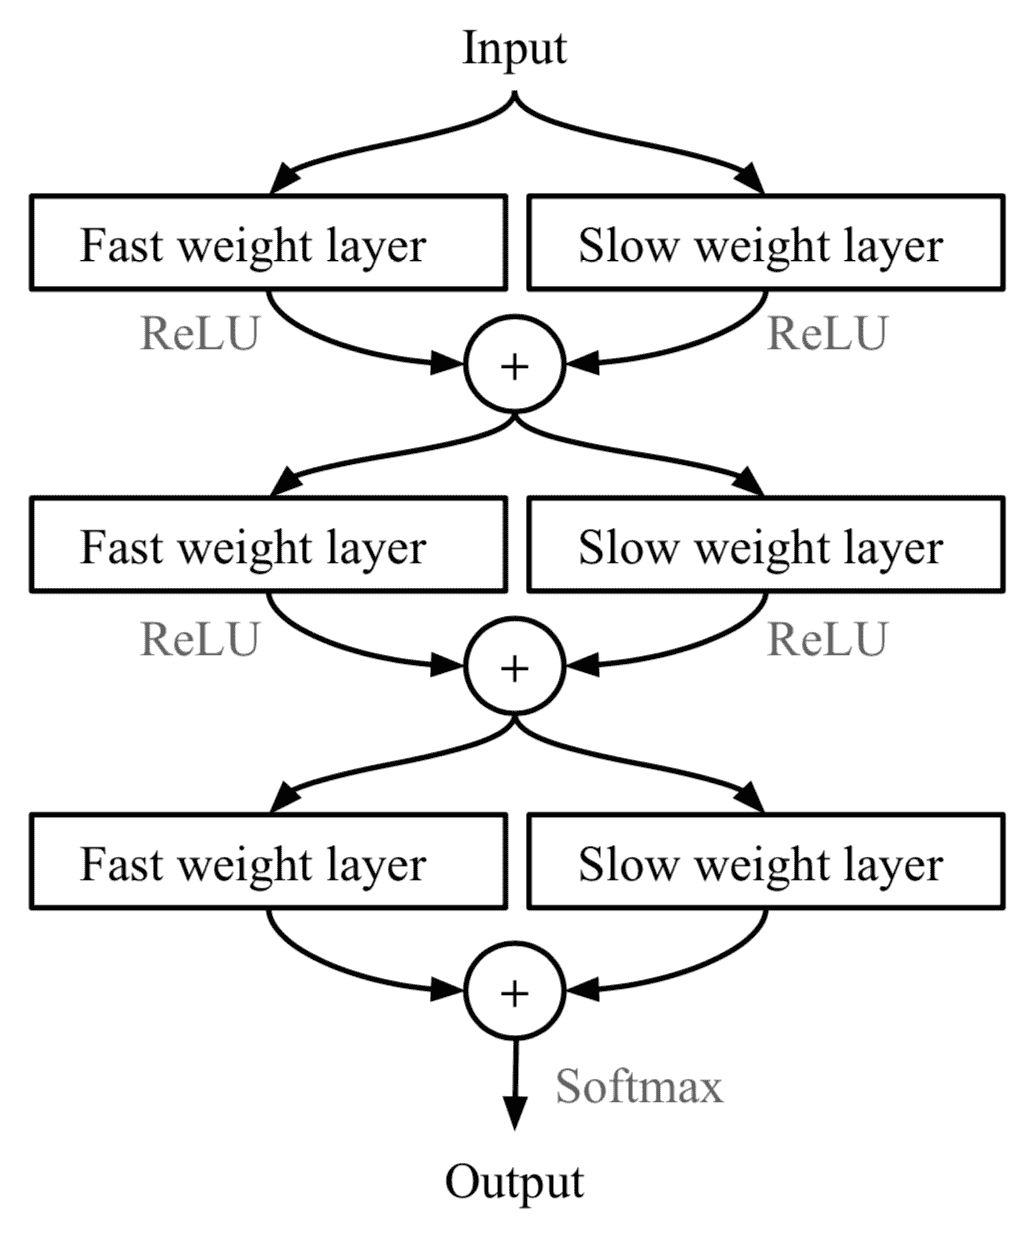 Input
Fast weight layer
Slow weight layer
ReLU
ReLU
+
Fast weight layer
Slow weight layer
ReLU
ReLU
+
Fast weight layer
Slow weight layer
+
Softmax
Output